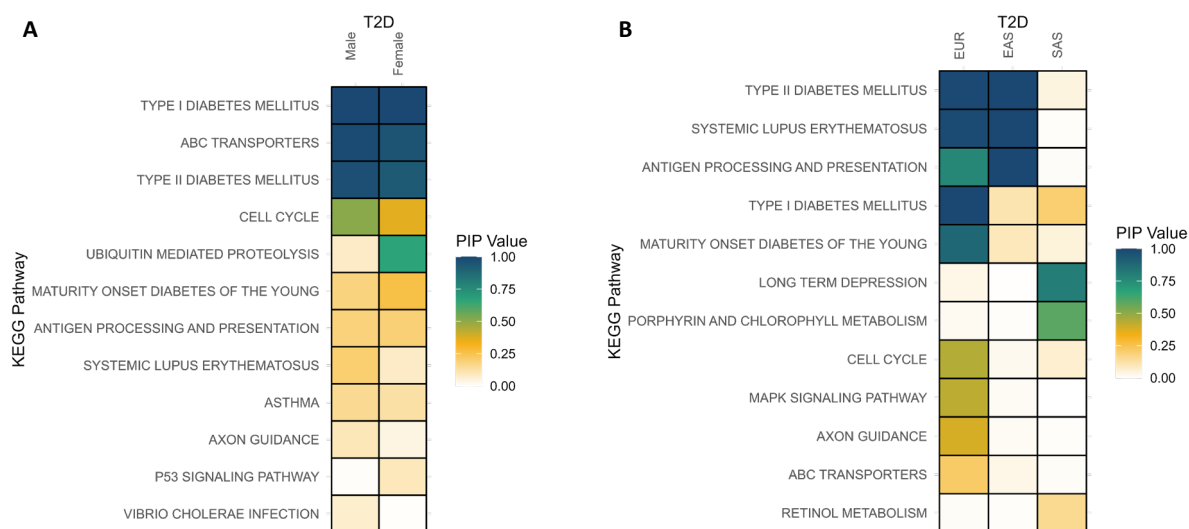 A
T2D
Male
Female
TYPE I DIABETES MELLITUS
ABC TRANSPORTERS
TYPE II DIABETES MELLITUS
CELL CYCLE
UBIQUITIN MEDIATED PROTEOLYSIS
MATURITY ONSET DIABETES OF THE YOUNG
ANTIGEN PROCESSING AND PRESENTATION
SYSTEMIC LUPUS ERYTHEMATOSUS
ASTHMA
AXON GUIDANCE
P53 SIGNALING PATHWAY
VIBRIO CHOLERAE INFECTION
KEGG Pathway
PIP Value
1.00
0.75
0.50
0.25
0.00
B
T2D
EUR
EAS
SAS
TYPE II DIABETES MELLITUS
SYSTEMIC LUPUS ERYTHEMATOSUS
ANTIGEN PROCESSING AND PRESENTATION
TYPE I DIABETES MELLITUS
MATURITY ONSET DIABETES OF THE YOUNG
LONG TERM DEPRESSION
PORPHYRIN AND CHLOROPHYLL METABOLISM
CELL CYCLE
MAPK SIGNALING PATHWAY
AXON GUIDANCE
ABC TRANSPORTERS
RETINOL METABOLISM
KEGG Pathway
PIP Value
1.00
0.75
0.50
0.25
0.00